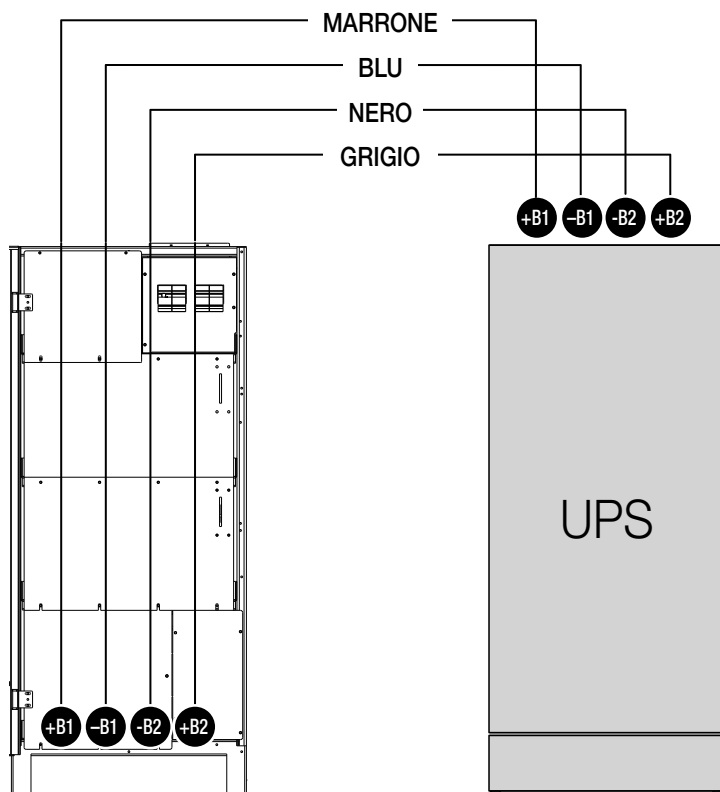 MARRONE
BLU
NERO
GRIGIO
+B1 –B1 -B2 +B2
UPS
+B1 –B1 -B2 +B2